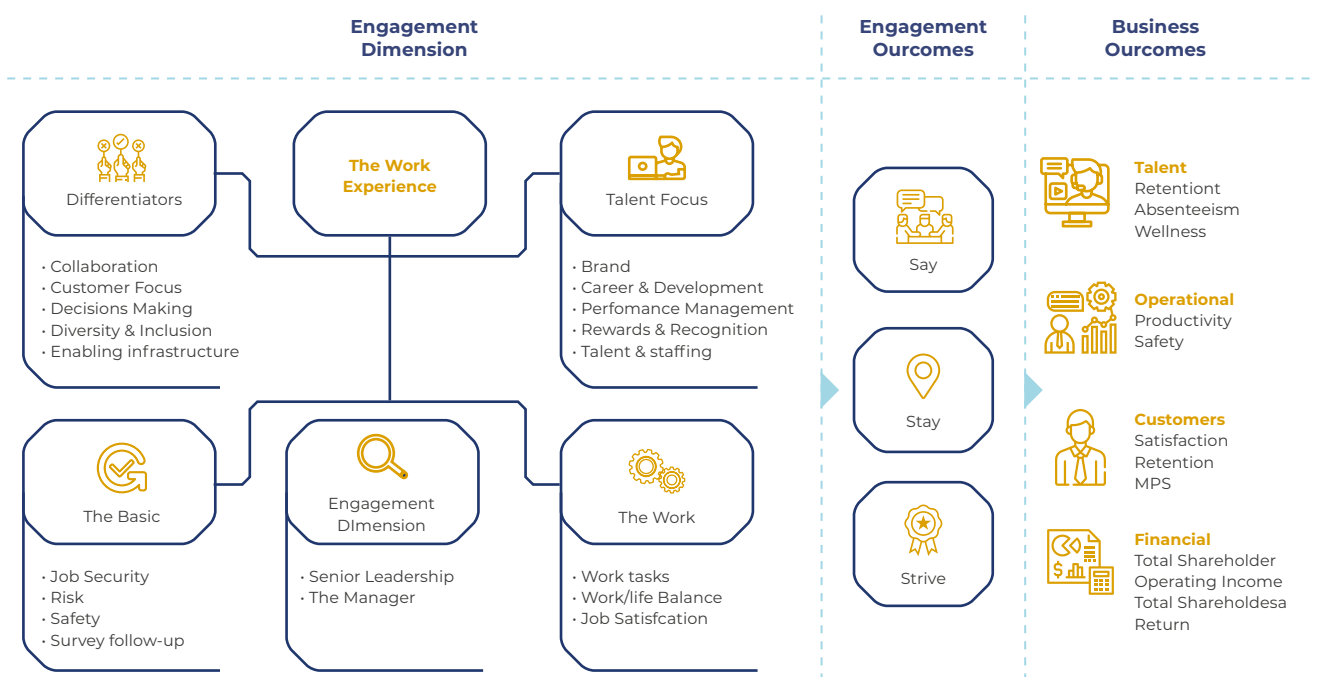 Engagement
Dimension
Engagement
Ourcomes
Business
Ourcomes
Differentiators
• Collaboration
• Customer Focus
• Decisions Making
• Diversity & Inclusion
• Enabling infrastructure
The Work
Experience
Talent Focus
• Brand
• Career & Development
• Perfomance Management
• Rewards & Recognition
• Talent & staffing
The Basic
• Job Security
• Risk
• Safety
• Survey follow-up
Engagement
DImension
• Senior Leadership
• The Manager
The Work
• Work tasks
• Work/life Balance
• Job Satisfcation
Say
Stay
Strive
Talent
Retentiont
Absenteeism
Wellness
Operational
Productivity
Safety
Customers
Satisfaction
Retention
MPS
Financial
Total Shareholder
Operating Income
Total Shareholdesa
Return